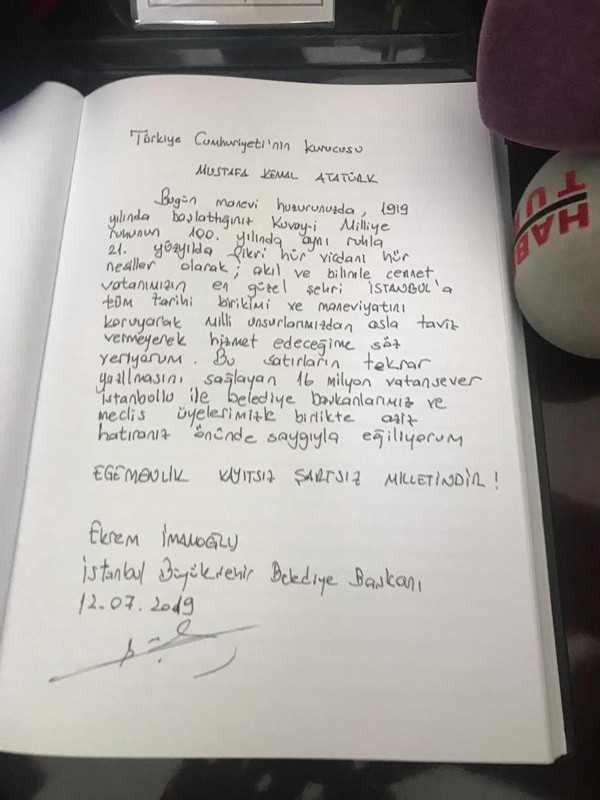 Türkiye Cumhuriyeti'nin kurucusu
MUSTAFA KEMAL ATATÜRK
Bugün manevi huzurunuzda, 1919
yılında başlattığınız Kuvay-i Milliye
ruhunun 100. yılında aynı ruhla
21. yüzyılda fikri hür vicdanı hür
nesiller olarak; akıl ve bilimle cennet
vatanımızın en güzel şehri İSTANBUL'a
tüm tarihi birikimi ve maneviyatını
koruyarak milli unsurlarımızdan asla taviz
vermeyerek hizmet edeceğime söz
veriyorum. Bu satırların tekrar
yazılmasını sağlayan 16 milyon vatansever
istanbullu ile belediye başkanlarımız ve
meclis üyelerimizle birlikte aziz
hatıranız önünde saygıyla eğiliyorum
EGEMENLİK KAYITSIZ ŞARTSIZ MİLLETİNDİR!
Ekrem İMAMOĞLU
İstanbul Büyükşehir Belediye Başkanı
12.07.2019
HABER
TÜRK